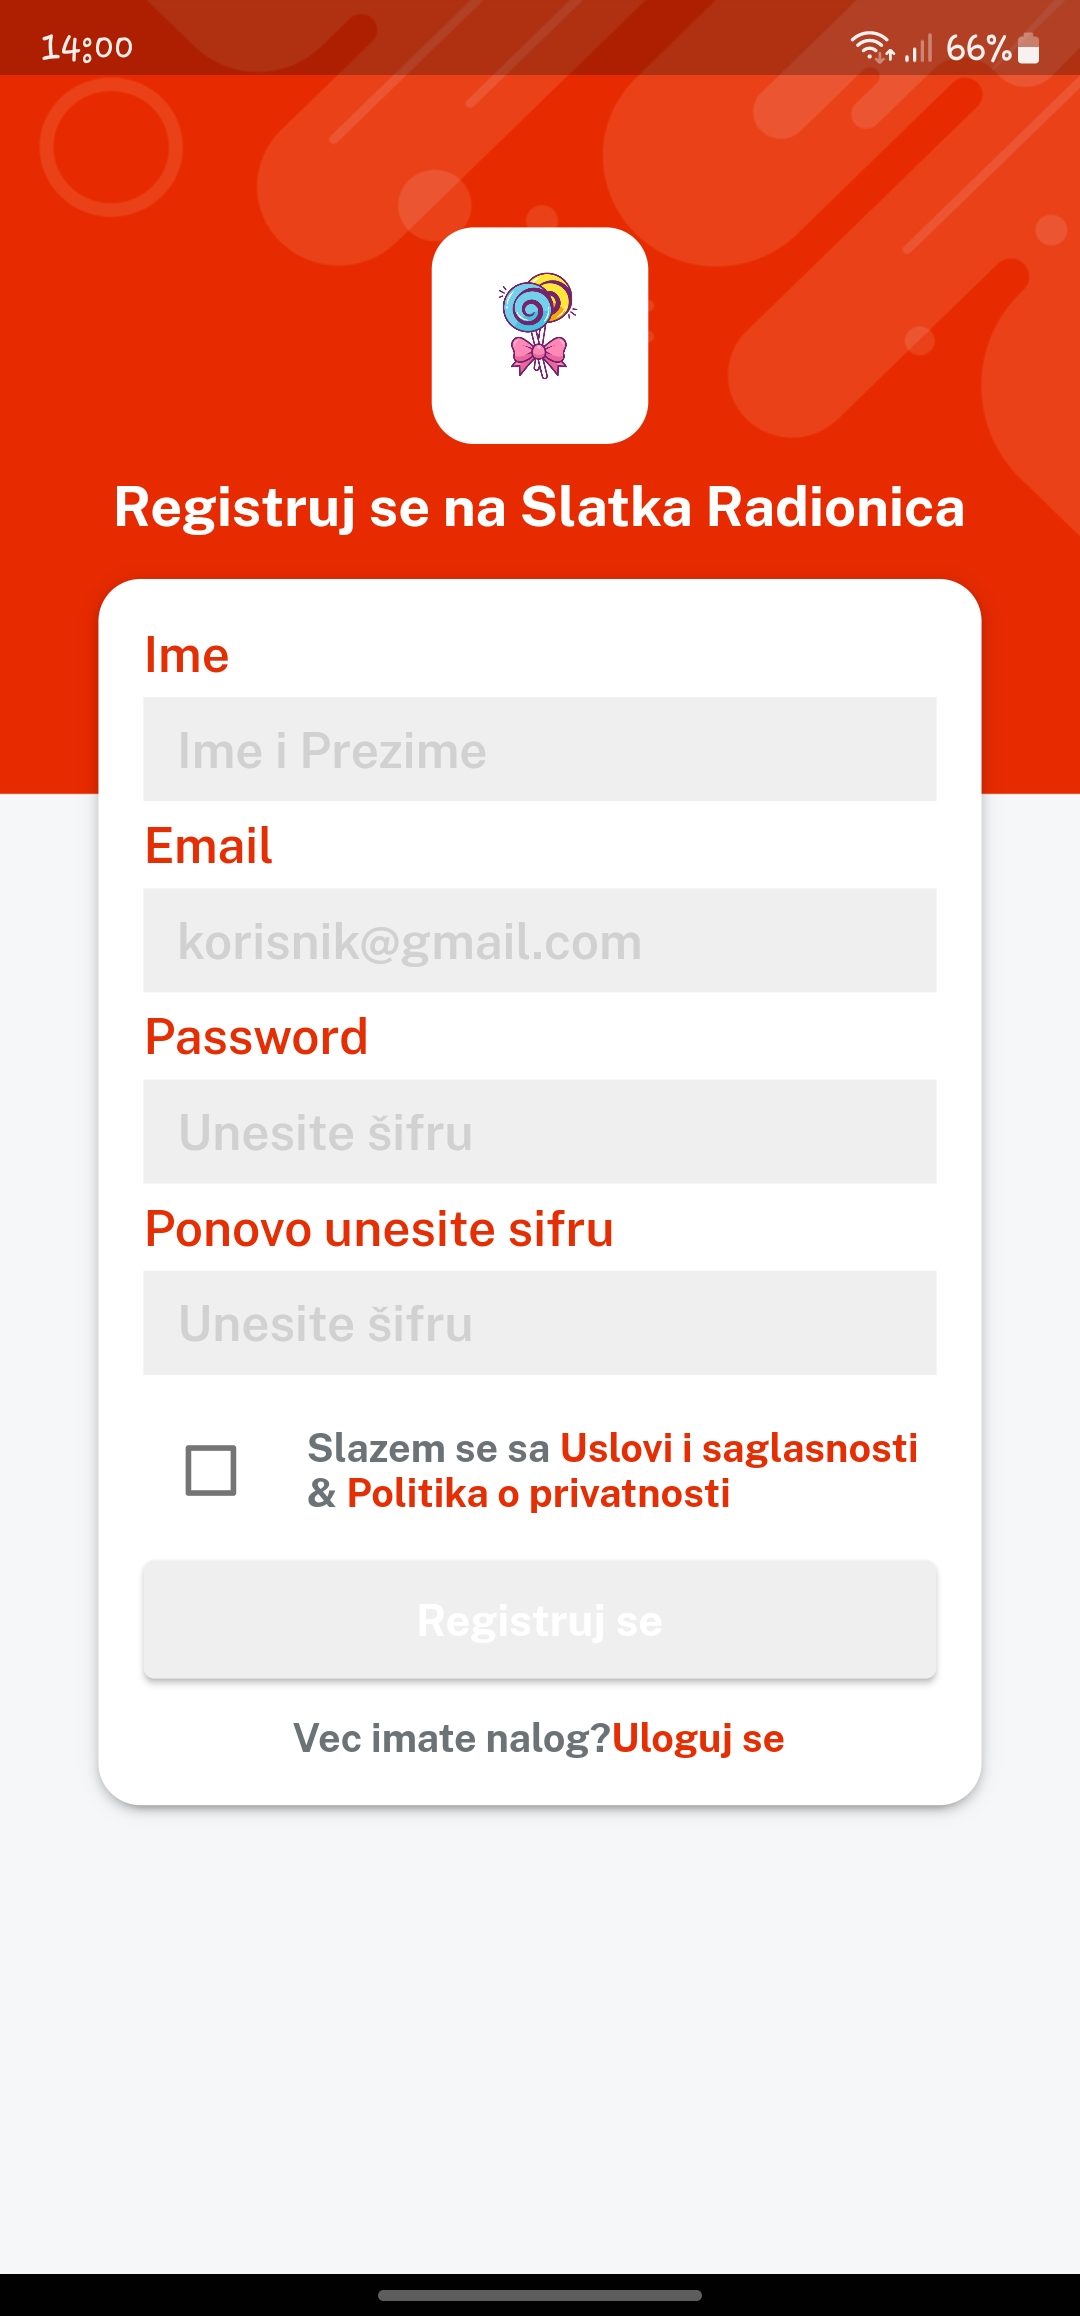 14:00 66%
Registruj se na Slatka Radionica
Ime
Ime i Prezime
Email
korisnik@gmail.com
Password
Unesite šifru
Ponovo unesite sifru
Unesite šifru
Slazem se sa Uslovi i saglasnosti
& Politika o privatnosti
Registruj se
Vec imate nalog?Uloguj se